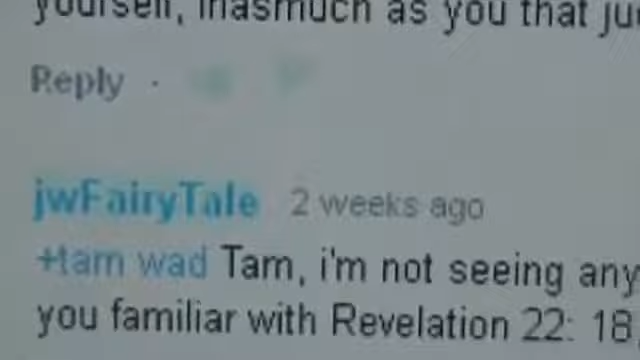 yourself, inasmuch as you that
Reply ·
jwFairyTale 2 weeks ago
+tam wad Tam, i'm not seeing any
you familiar with Revelation 22: 18